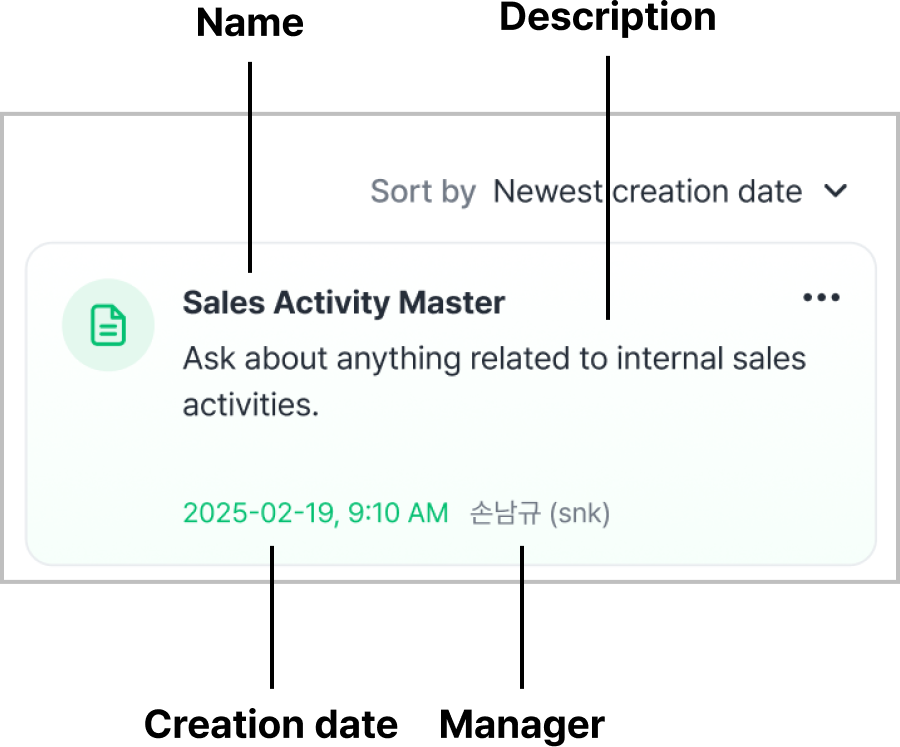 Name
Description
Sort by Newest creation date
Sales Activity Master
Ask about anything related to internal sales
activities.
2025-02-19, 9:10 AM 손남규 (snk)
Creation date
Manager